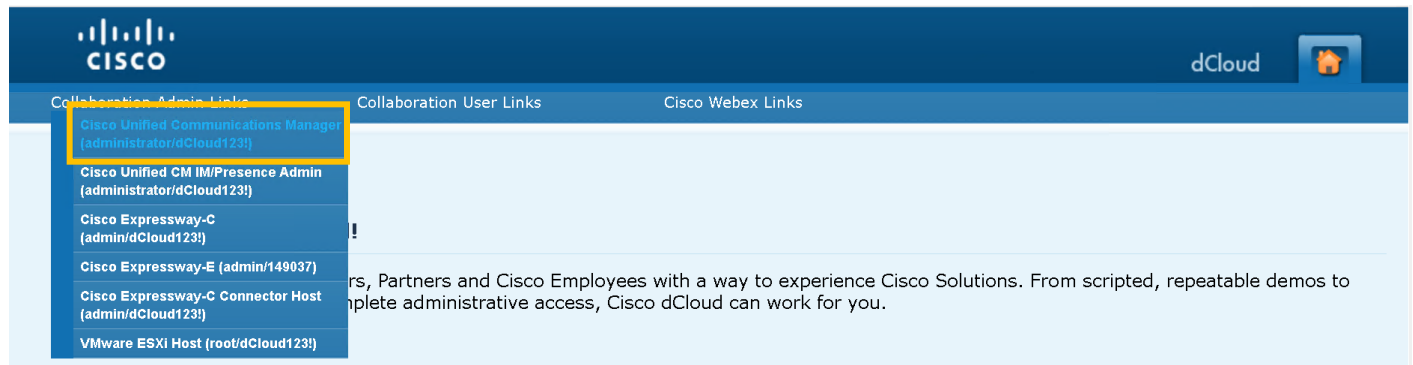 CISCO
dCloud
Collaboration Admin Links Collaboration User Links Cisco Webex Links
Cisco Unified Communications Manager
(administrator/dCloud123!)
Cisco Unified CM IM/Presence Admin
(administrator/dCloud123!)
Cisco Expressway-C
(admin/dCloud123!)
!
Cisco Expressway-E (admin/149037)
rs, Partners and Cisco Employees with a way to experience Cisco Solutions. From scripted, repeatable demos to
Cisco Expressway-C Connector Host
(admin/dCloud123!)
plete administrative access, Cisco dCloud can work for you.
VMware ESXi Host (root/dCloud123!)